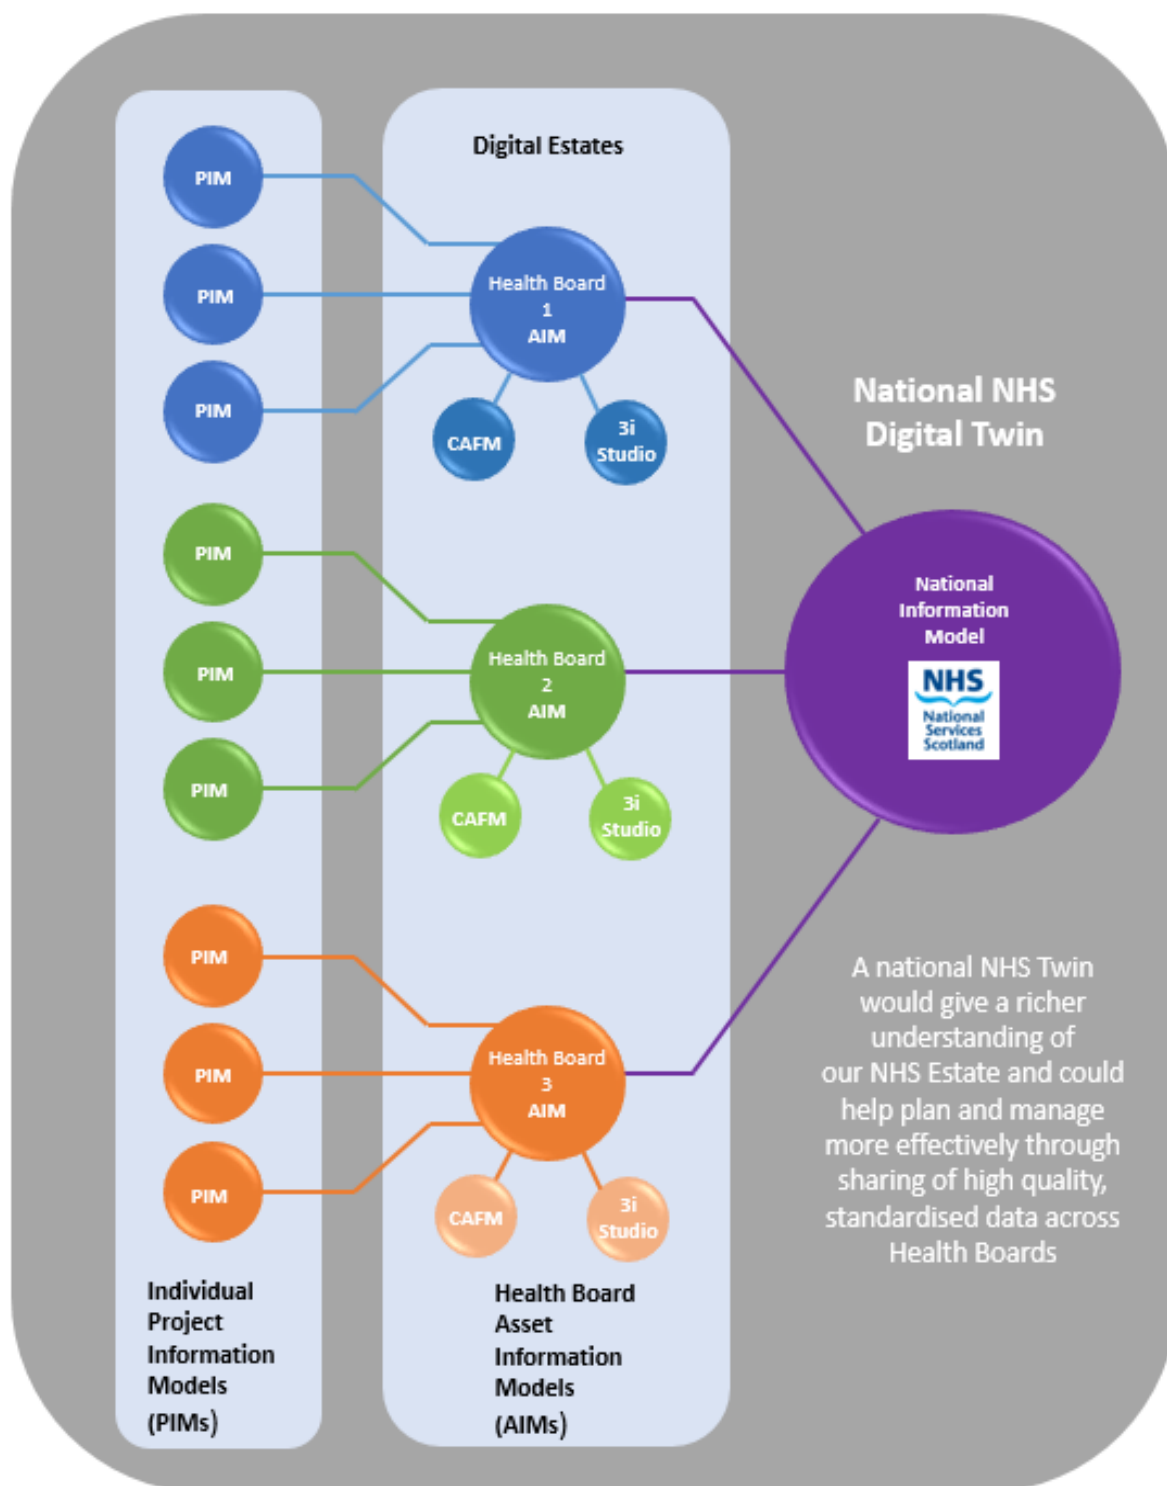 Digital Estates
PIM
PIM
PIM
Health Board
1
AIM
CAFM
3i
Studio
PIM
PIM
PIM
Health Board
2
AIM
CAFM
3i
Studio
PIM
PIM
PIM
Health Board
3
AIM
CAFM
3i
Studio
Individual
Project
Information
Models
(PIMs)
Health Board
Asset
Information
Models
(AIMs)
National NHS
Digital Twin
National
Information
Model
NHS
National
Services
Scotland
A national NHS Twin
would give a richer
understanding of
our NHS Estate and could
help plan and manage
more effectively through
sharing of high quality,
standardised data across
Health Boards